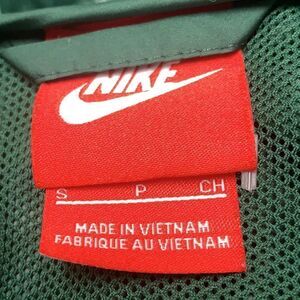 NIKE
S P CH
MADE IN VIETNAM
FABRIQUE AU VIETNAM